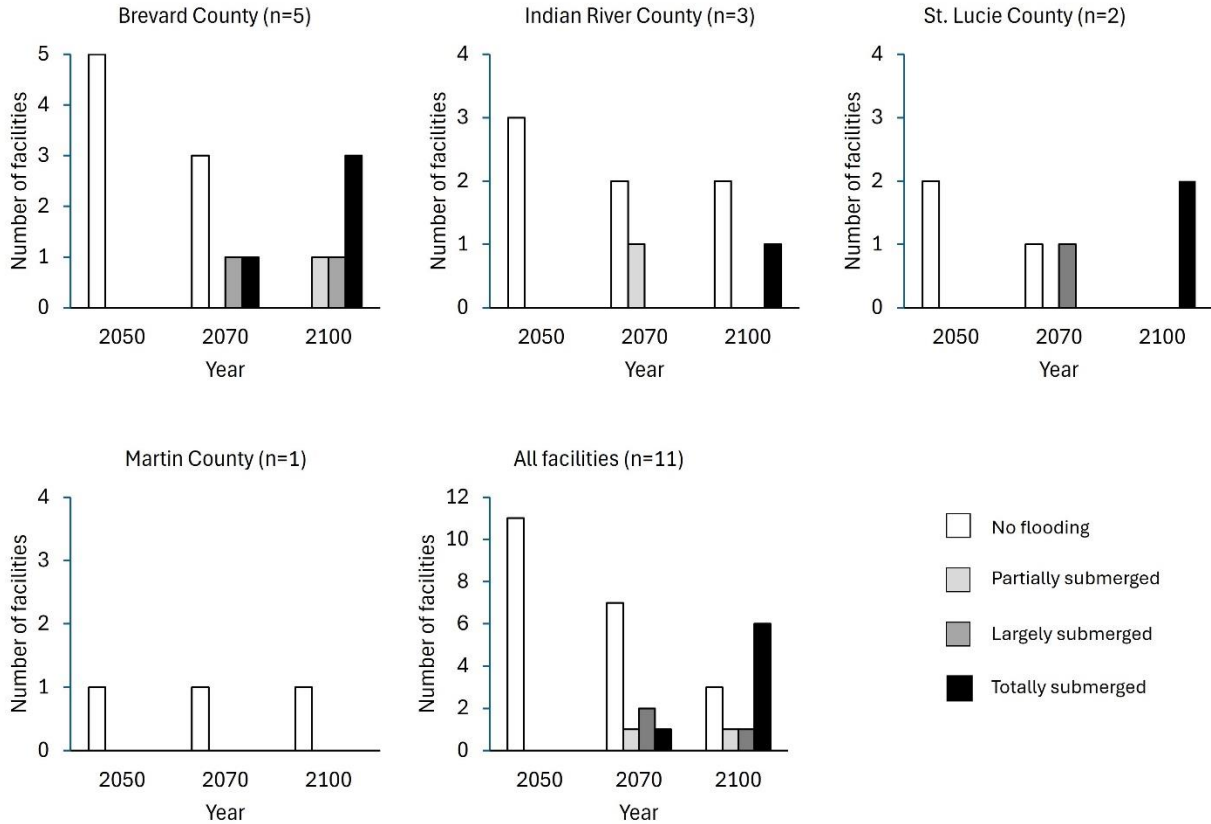 Brevard County (n=5)
5
4
3
2
1
0
Number of facilities
2050 2070 2100
Year
Indian River County (n=3)
4
3
2
1
0
Number of facilities
2050 2070 2100
Year
St. Lucie County (n=2)
4
3
2
1
0
Number of facilities
2050 2070 2100
Year
Martin County (n=1)
4
3
2
1
0
Number of facilities
2050 2070 2100
Year
All facilities (n=11)
12
10
8
6
4
2
0
Number of facilities
2050 2070 2100
Year
No flooding
Partially submerged
Largely submerged
Totally submerged